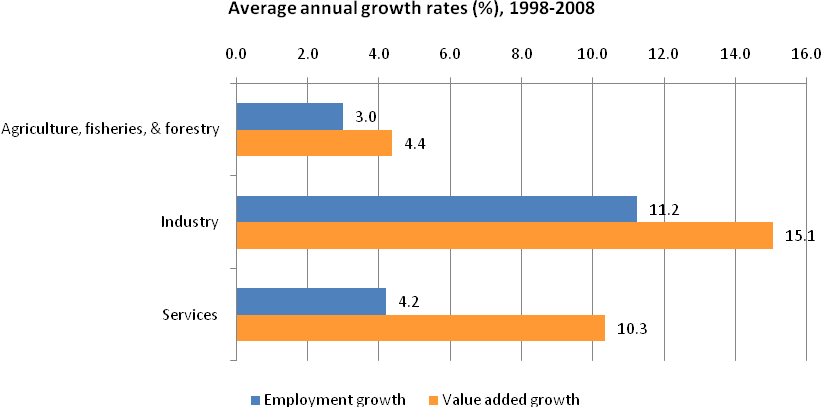 Average annual growth rates (%), 1998-2008
0.0 2.0 4.0 6.0 8.0 10.0 12.0 14.0 16.0
Agriculture, fisheries, & forestry
3.0
4.4
Industry
11.2
15.1
Services
4.2
10.3
Employment growth Value added growth